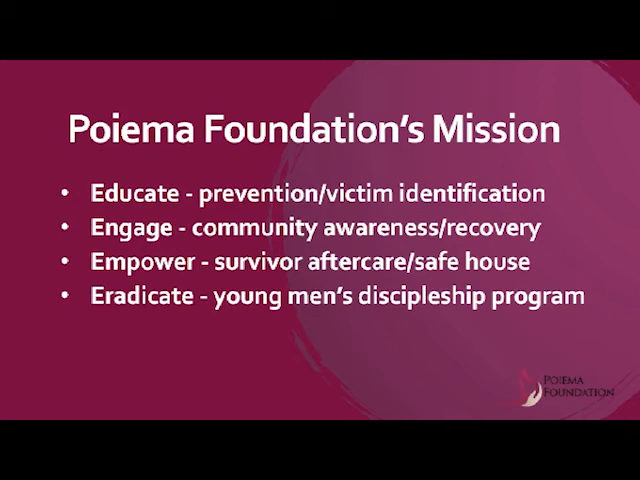 Poiema Foundation's Mission
• Educate - prevention/victim identification
• Engage - community awareness/recovery
• Empower - survivor aftercare/safe house
• Eradicate - young men's discipleship program
POIEMA
FOUNDATION